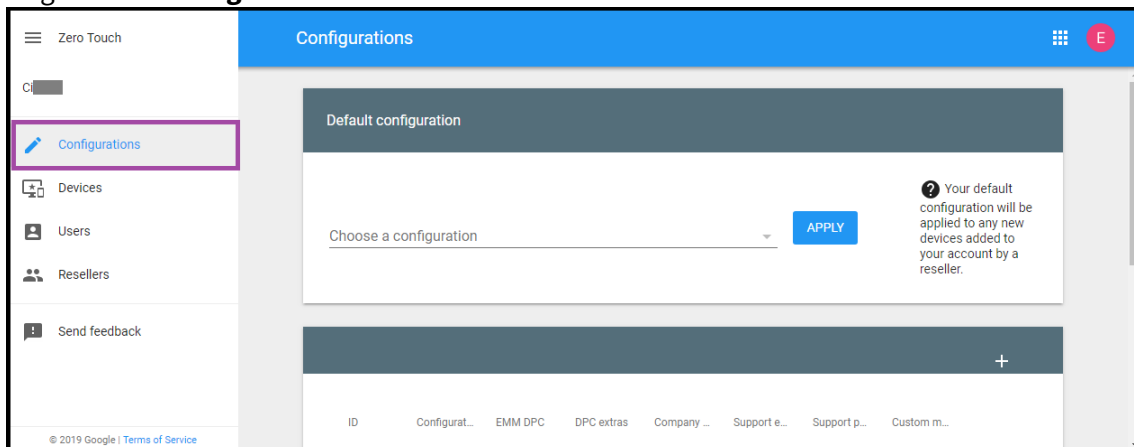 Zero Touch
Configurations
E
Ci
Configurations
Devices
Users
Resellers
Send feedback
© 2019 Google | Terms of Service
Default configuration
Choose a configuration
APPLY
? Your default
configuration will be
applied to any new
devices added to
your account by a
reseller.
+
ID Configurat... EMM DPC DPC extras Company ... Support e... Support p... Custom m...